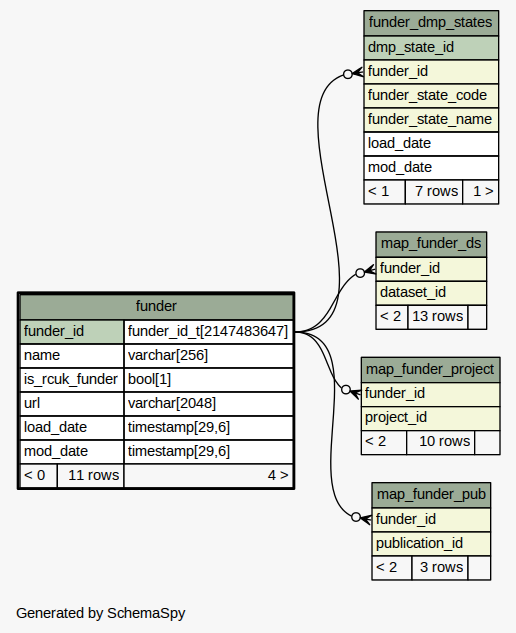 funder_dmp_states
dmp_state_id
funder_id
funder_state_code
funder_state_name
load_date
mod_date
< 1 7 rows 1 >
map_funder_ds
funder_id
dataset_id
< 2 13 rows
funder
funder_id funder_id_t[2147483647]
name varchar[256]
is_rcuk_funder bool[1]
url varchar[2048]
load_date timestamp[29,6]
mod_date timestamp[29,6]
< 0 11 rows 4 >
map_funder_project
funder_id
project_id
< 2 10 rows
map_funder_pub
funder_id
publication_id
< 2 3 rows
Generated by SchemaSpy